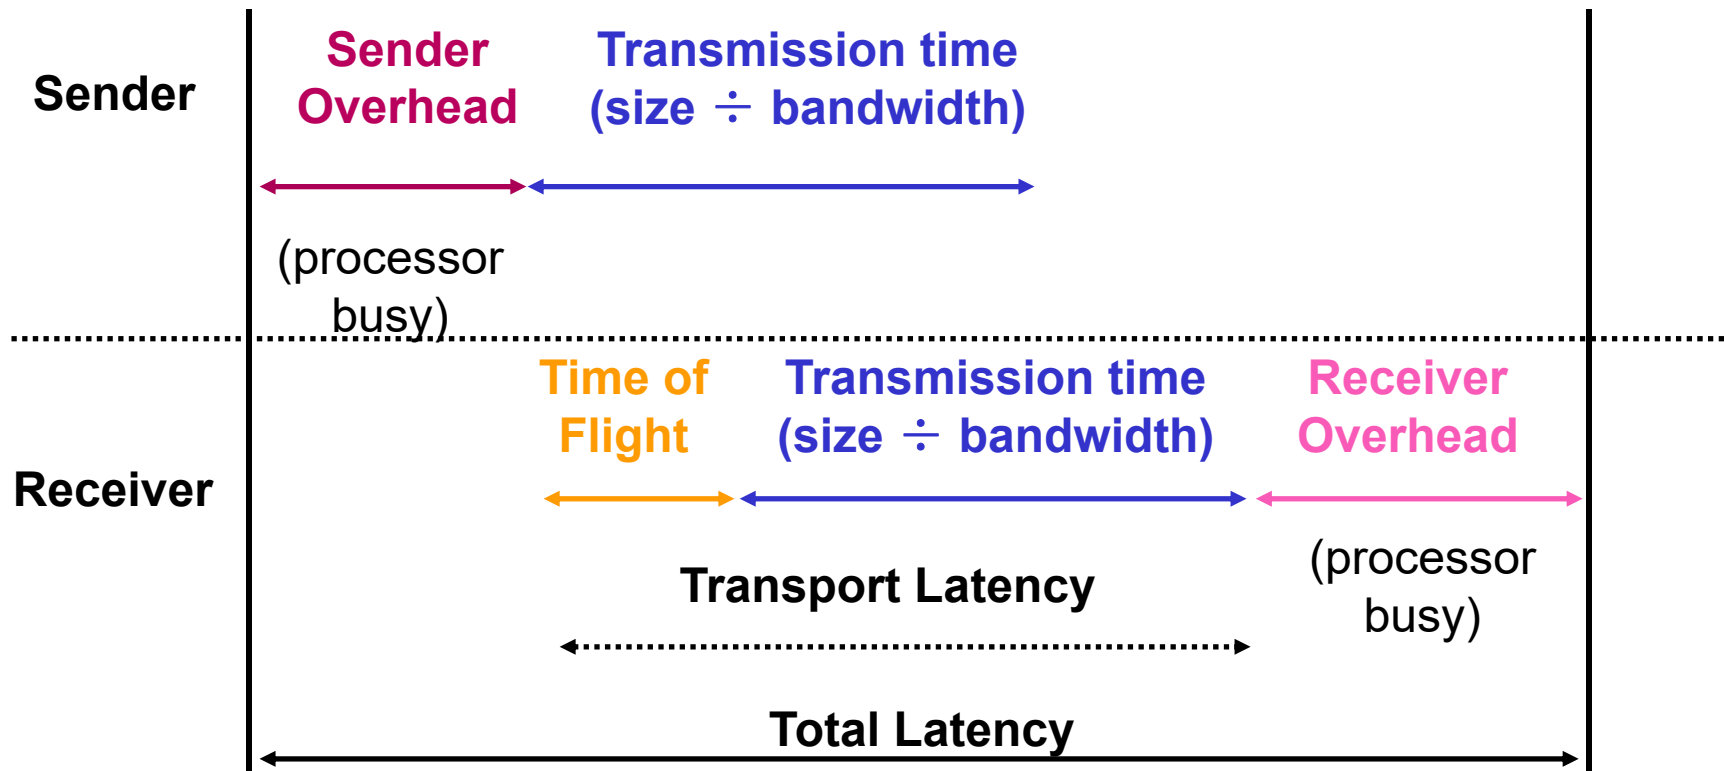 Sender
Sender
Overhead
Transmission time
(size ÷ bandwidth)
(processor
busy)
Receiver
Time of
Flight
Transmission time
(size ÷ bandwidth)
Receiver
Overhead
(processor
busy)
Transport Latency
Total Latency